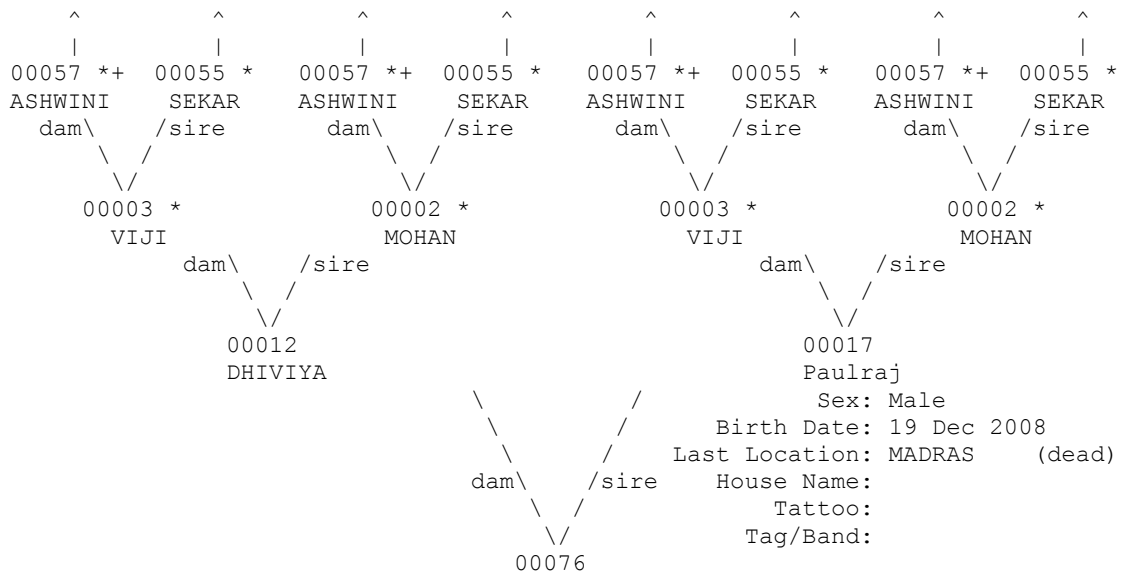 ^ ^ ^ ^ ^ ^ ^ ^
| | | | | | | |
00057 *+ 00055 * 00057 *+ 00055 * 00057 *+ 00055 * 00057 *+ 00055 *
ASHWINI SEKAR ASHWINI SEKAR ASHWINI SEKAR ASHWINI SEKAR
dam\ /sire dam\ /sire dam\ /sire dam\ /sire
\ / \ / \ / \ /
\/ \/ \/ \/
00003 * 00002 * 00003 * 00002 *
VIJI MOHAN VIJI MOHAN
dam\ /sire dam\ /sire
\ / \ /
\/ \/
00012 00017
DHIVIYA Paulraj
\ / Sex: Male
\ / Birth Date: 19 Dec 2008
\ / Last Location: MADRAS (dead)
dam\ /sire House Name:
\ / Tattoo:
\/ Tag/Band:
00076